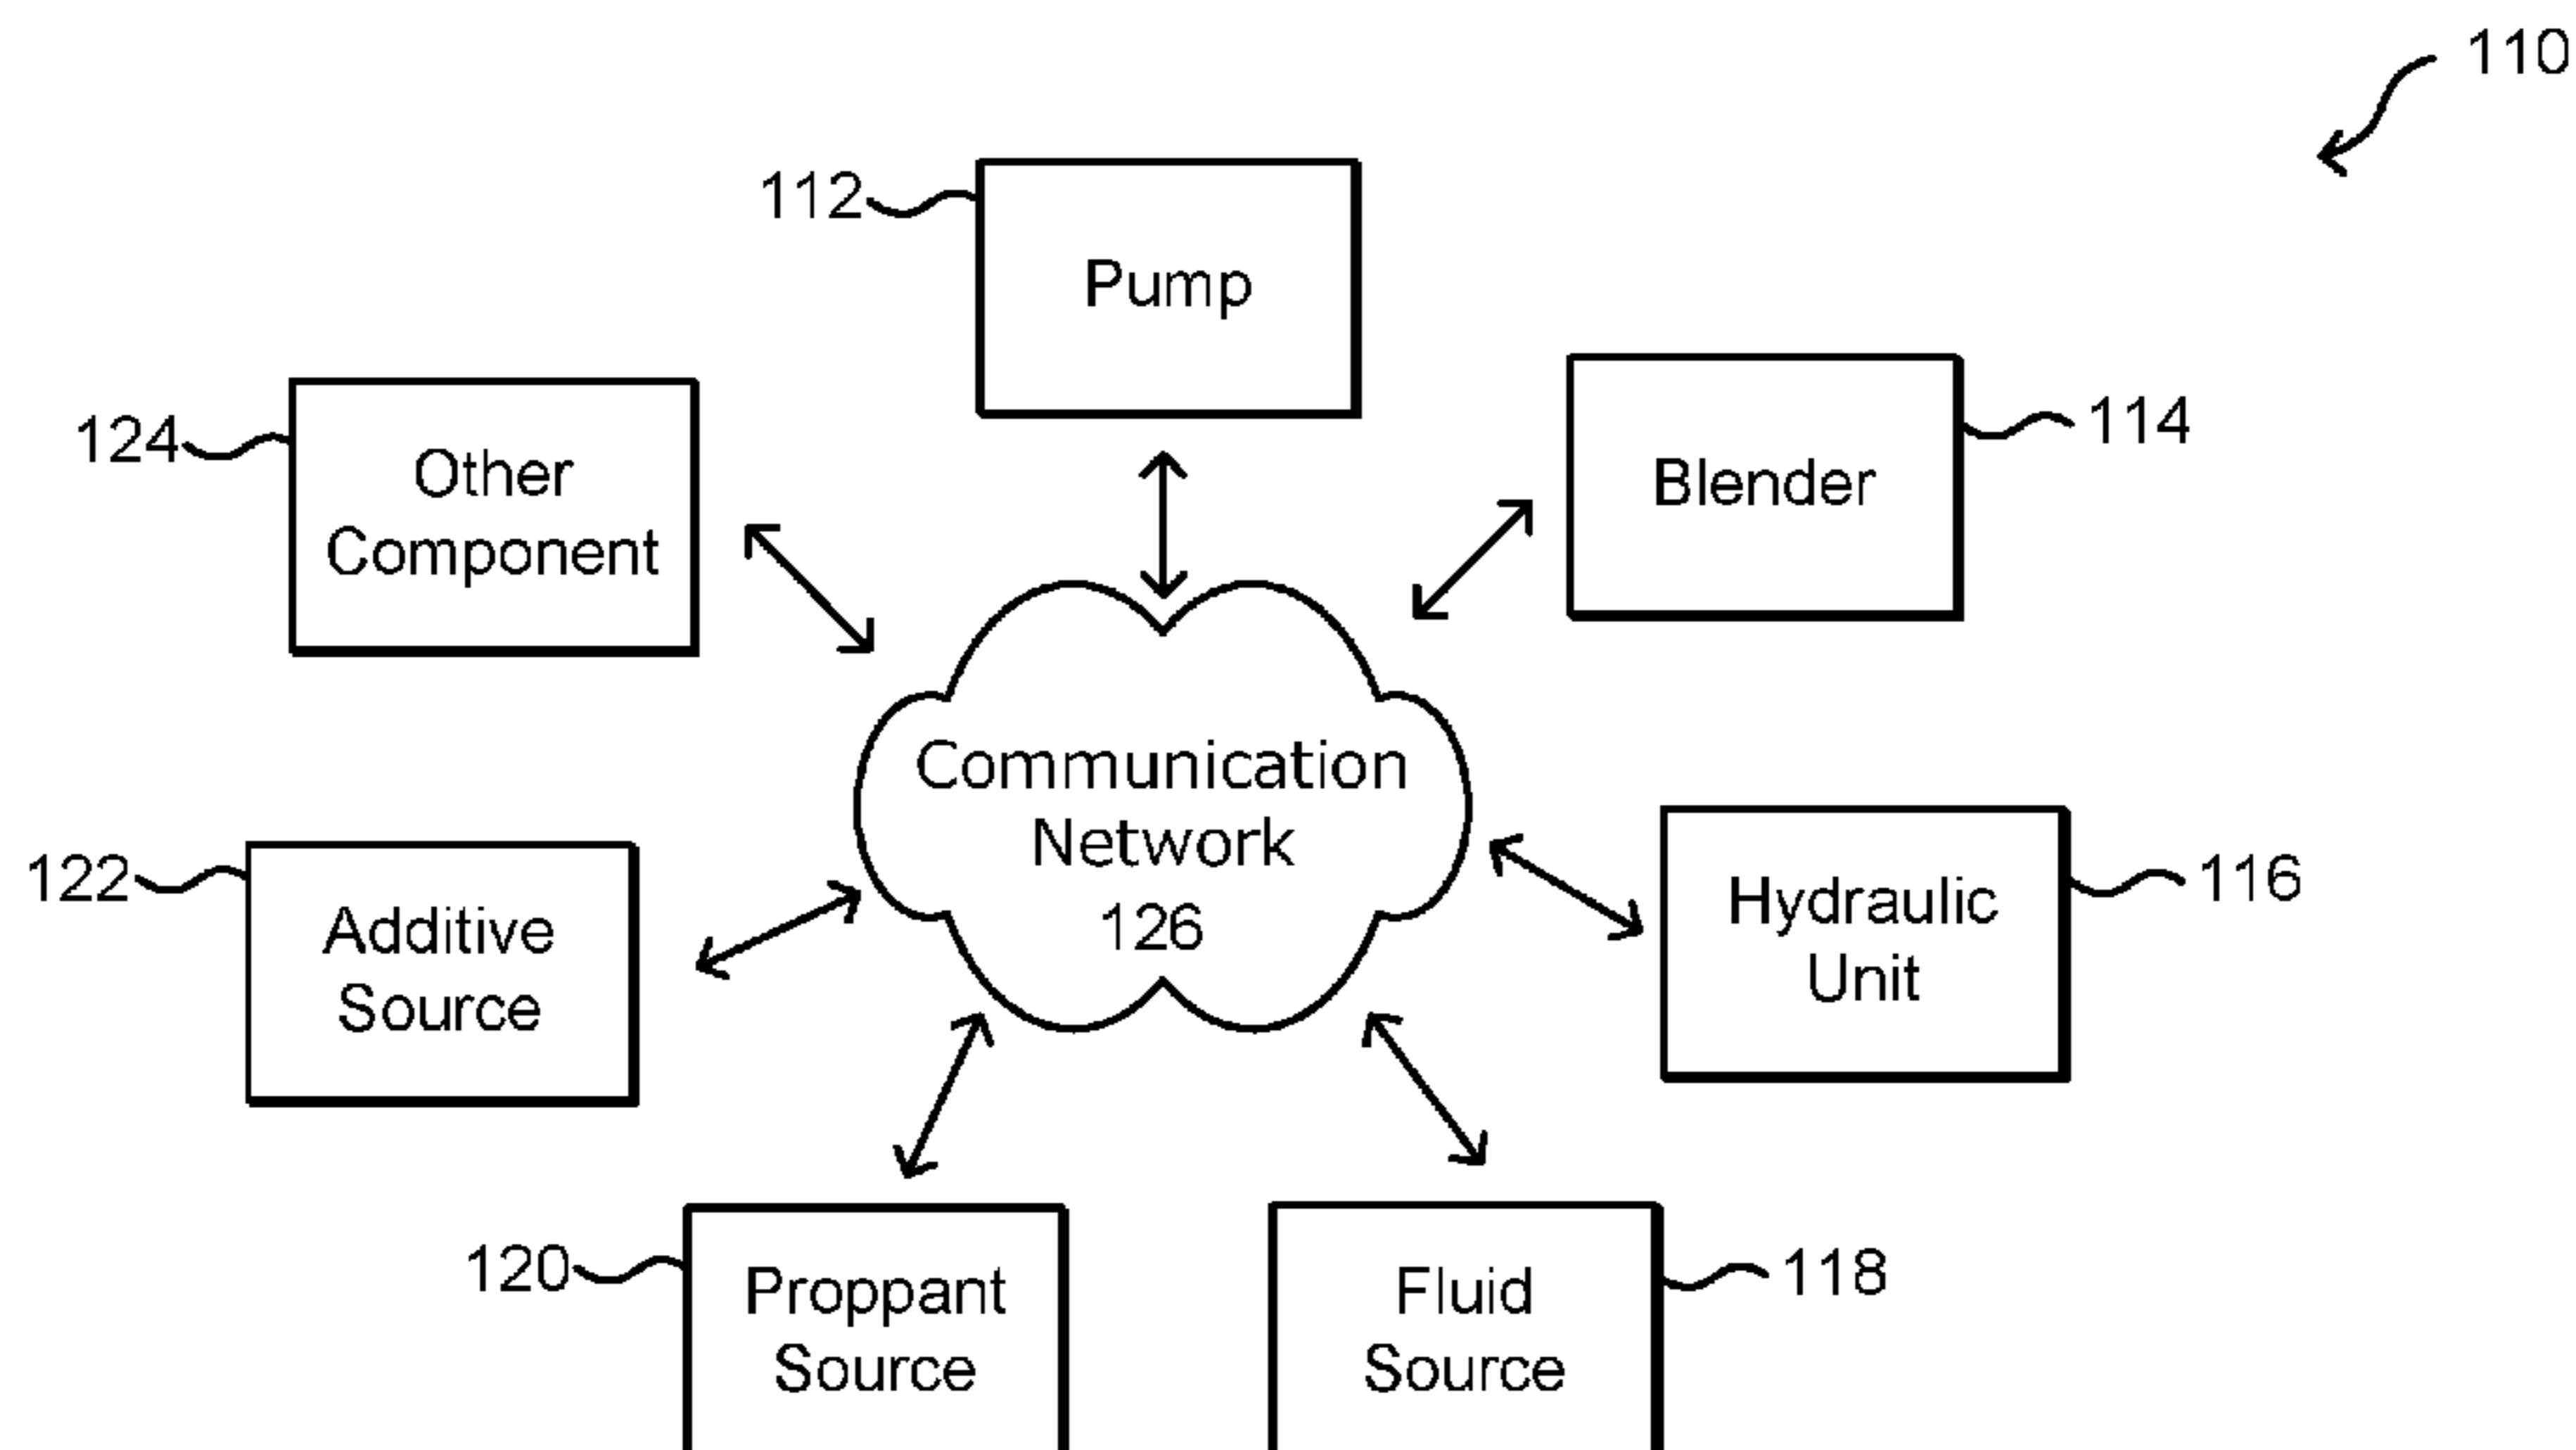 110
112
Pump
124
Other
Component
Blender
114
Communication
Network
126
122
Additive
Source
Hydraulic
Unit
116
120
Proppant
Source
Fluid
Source
118